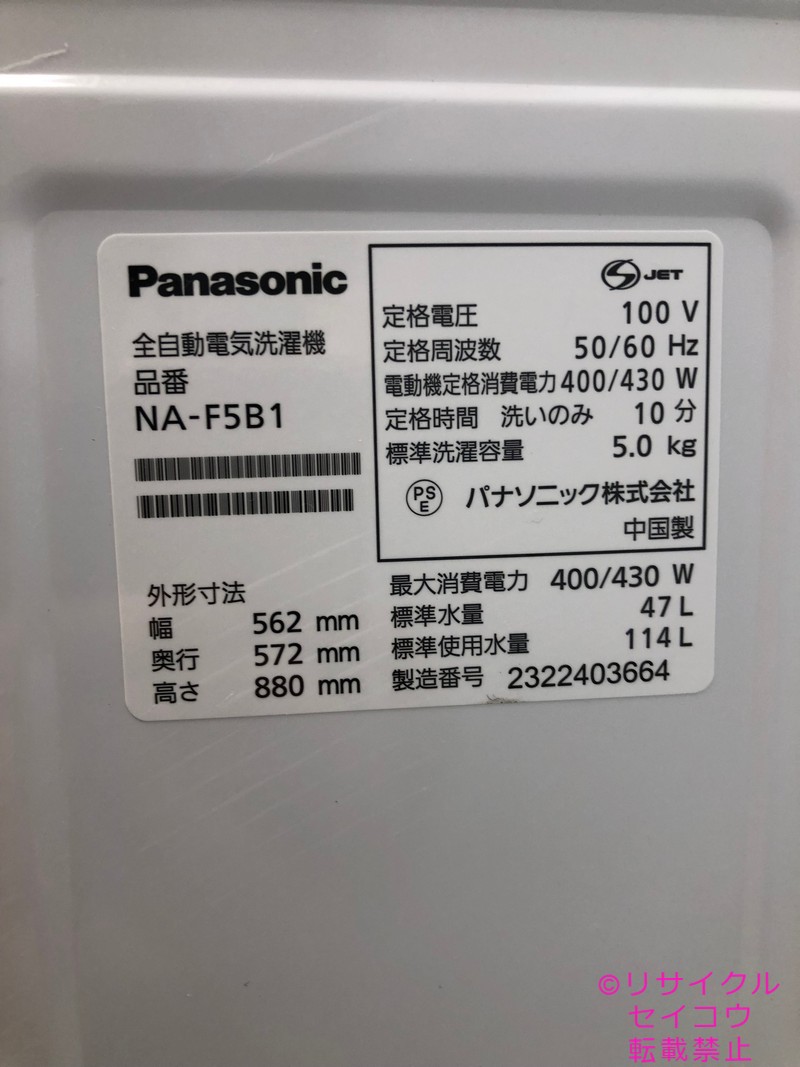 Panasonic
全自動電気洗濯機
品番
NA-F5B1
外形寸法
幅 562 mm
奥行 572 mm
高さ 880 mm
S JET
定格電圧 100 V
定格周波数 50/60 Hz
電動機定格消費電力 400/430 W
定格時間 洗いのみ 10 分
標準洗濯容量 5.0 kg
PS
E
パナソニック株式会社
中国製
最大消費電力 400/430 W
標準水量 47 L
標準使用水量 114 L
製造番号 2322403664
©リサイクル
セイコウ
転載禁止